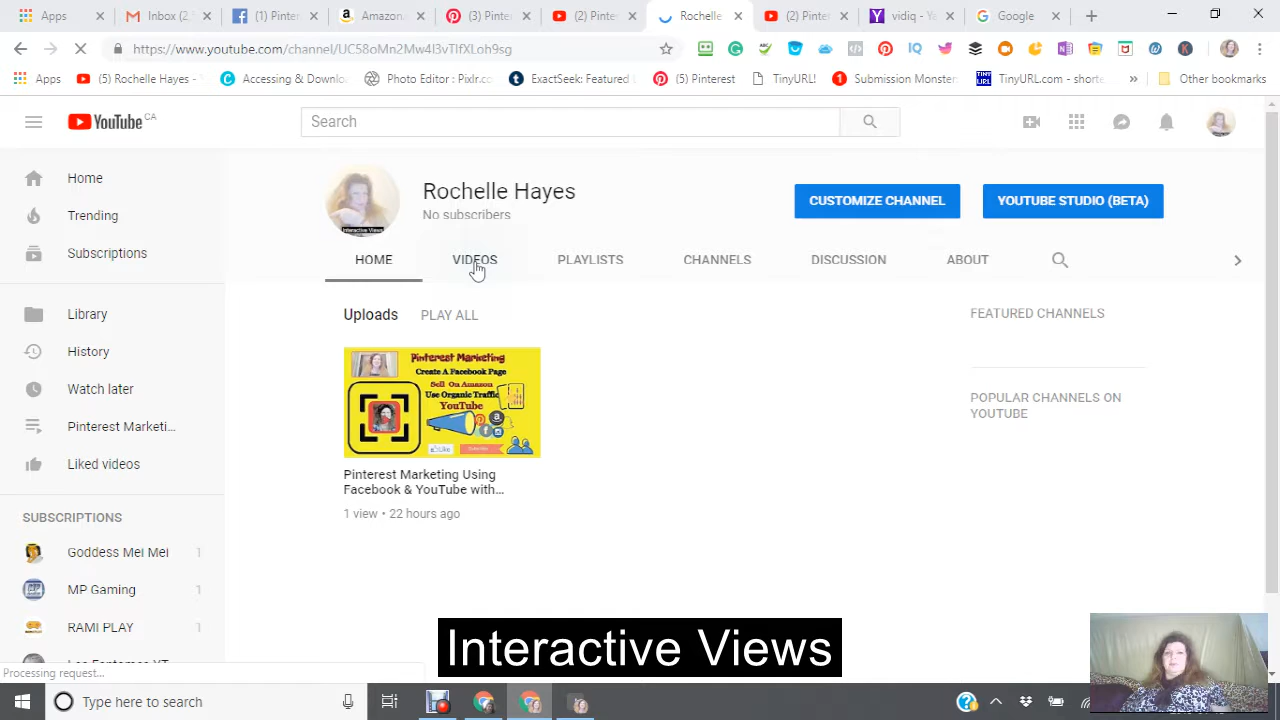 Apps
Inbox (2
(1) Pinter
Amazon
(3) Pinter
(2) Pinte
Rochelle
(2) Pinte
vidiq - Y
Google
https://www.youtube.com/channel/
Apps
(5) Rochelle Hayes -
Accessing & Downlo
Photo Editor : Pixlr.co
ExactSeek: Featured
(5) Pinterest
TinyURL!
Submission Monster
TinyURL.com - shorte
»
Other bookmarks
YouTube CA
Search
Home
Trending
Subscriptions
Library
History
Watch later
Pinterest Marketi...
Liked videos
SUBSCRIPTIONS
Goddess Mei Mei 1
MP Gaming 1
RAMI PLAY 1
Interactive Views
Rochelle Hayes
No subscribers
CUSTOMIZE CHANNEL
YOUTUBE STUDIO (BETA)
HOME
VIDEOS
PLAYLISTS
CHANNELS
DISCUSSION
ABOUT
Uploads
PLAY ALL
Pinterest Marketing
Create A Facebook Page
Sell On Amazon
Use Organic Traffic
YouTube
Like
Pinterest Marketing Using
Facebook & YouTube with...
1 view • 22 hours ago
FEATURED CHANNELS
POPULAR CHANNELS ON
YOUTUBE
Interactive Views
Processing request...
Type here to search